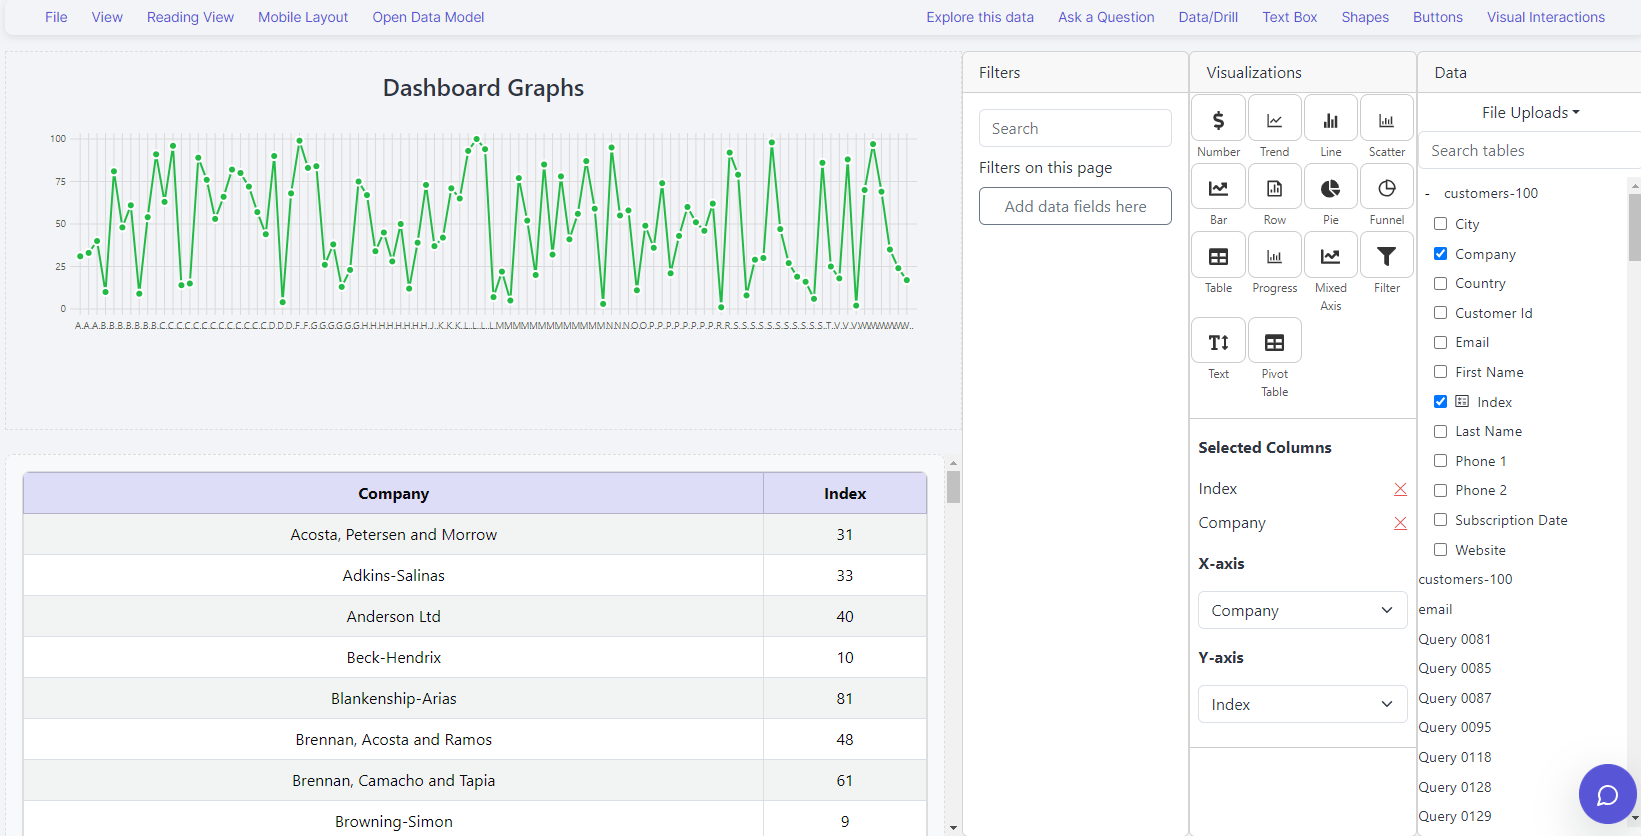 File View Reading View Mobile Layout Open Data Model Explore this data Ask a Question Data/Drill Text Box Shapes Buttons Visual Interactions
Dashboard Graphs
100
75
50
25
0
Company Index
Acosta, Petersen and Morrow 31
Adkins-Salinas 33
Anderson Ltd 40
Beck-Hendrix 10
Blankenship-Arias 81
Brennan, Acosta and Ramos 48
Brennan, Camacho and Tapia 61
Browning-Simon 9
Filters
Search
Filters on this page
Add data fields here
Visualizations
Number Trend Line Scatter
Bar Row Pie Funnel
Table Progress Mixed Axis Filter
Text Pivot Table
Selected Columns
Index
Company
X-axis
Company
Y-axis
Index
Data
File Uploads
Search tables
- customers-100
City
Company
Country
Customer Id
Email
First Name
Index
Last Name
Phone 1
Phone 2
Subscription Date
Website
customers-100
email
Query 0081
Query 0085
Query 0087
Query 0095
Query 0118
Query 0128
Query 0129